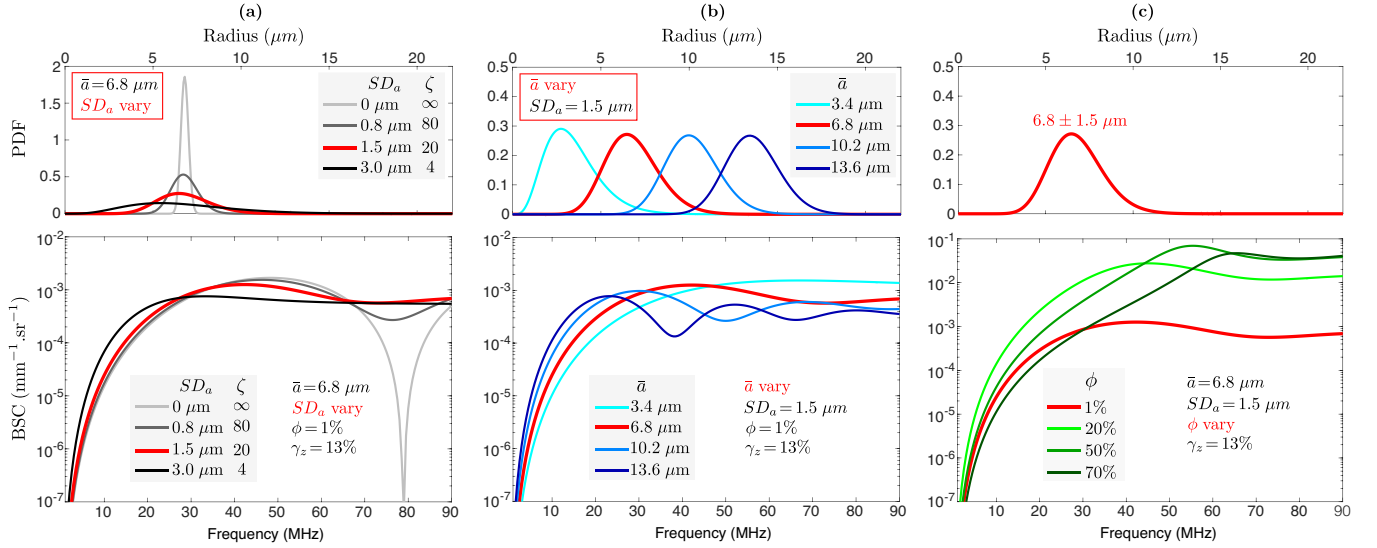 (a)
Radius (μm)
0 5 10 15 20
2
1.5
1
0.5
0
PDF
ā=6.8 μm
SD_a vary
SD_a ζ
0 μm ∞
0.8 μm 80
1.5 μm 20
3.0 μm 4
10^-2
10^-3
10^-4
10^-5
10^-6
10^-7
BSC (mm^-1.sr^-1)
SD_a ζ
0 μm ∞
0.8 μm 80
1.5 μm 20
3.0 μm 4
ā=6.8 μm
SD_a vary
ϕ=1%
γ_z=13%
10 20 30 40 50 60 70 80 90
Frequency (MHz)
(b)
Radius (μm)
0 5 10 15 20
0.5
0.4
0.3
0.2
0.1
0
ā vary
SD_a=1.5 μm
ā
3.4 μm
6.8 μm
10.2 μm
13.6 μm
10^-2
10^-3
10^-4
10^-5
10^-6
10^-7
ā
3.4 μm
6.8 μm
10.2 μm
13.6 μm
ā vary
SD_a=1.5 μm
ϕ=1%
γ_z=13%
10 20 30 40 50 60 70 80 90
Frequency (MHz)
(c)
Radius (μm)
0 5 10 15 20
0.5
0.4
0.3
0.2
0.1
0
6.8 ± 1.5 μm
10^-1
10^-2
10^-3
10^-4
10^-5
10^-6
10^-7
ϕ
1%
20%
50%
70%
ā=6.8 μm
SD_a=1.5 μm
ϕ vary
γ_z=13%
10 20 30 40 50 60 70 80 90
Frequency (MHz)